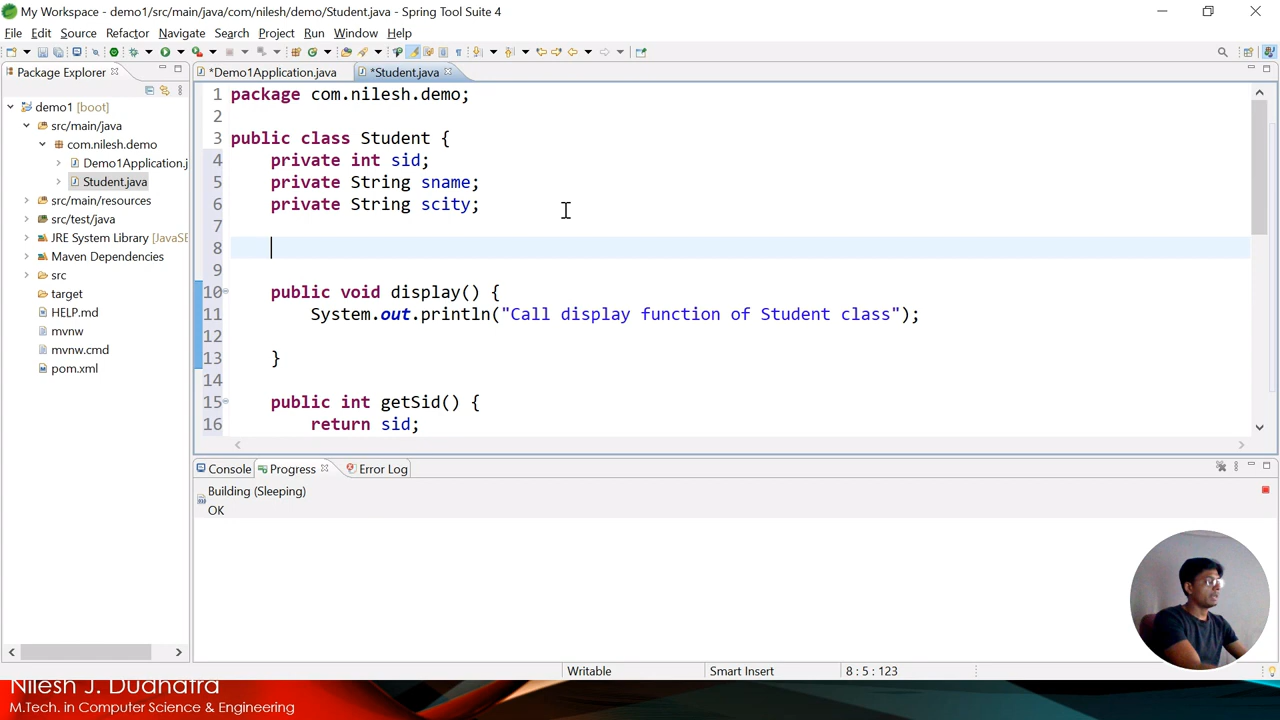 My Workspace - demo1/src/main/java/com/nilesh/demo/Student.java - Spring Tool Suite 4
File Edit Source Refactor Navigate Search Project Run Window Help
Package Explorer
*Demo1Application.java
*Student.java
demo1 [boot]
src/main/java
com.nilesh.demo
Demo1Application.j
Student.java
src/main/resources
src/test/java
JRE System Library [JavaSE
Maven Dependencies
src
target
HELP.md
mvnw
mvnw.cmd
pom.xml
1 package com.nilesh.demo;
2
3 public class Student {
4 private int sid;
5 private String sname;
6 private String scity;
7
8
9
10 public void display() {
11 System.out.println("Call display function of Student class");
12
13 }
14
15 public int getSid() {
16 return sid;
Console Progress Error Log
Building (Sleeping)
OK
Writable Smart Insert 8 : 5 : 123
Nilesh J. Dudhatra
M.Tech. in Computer Science & Engineering